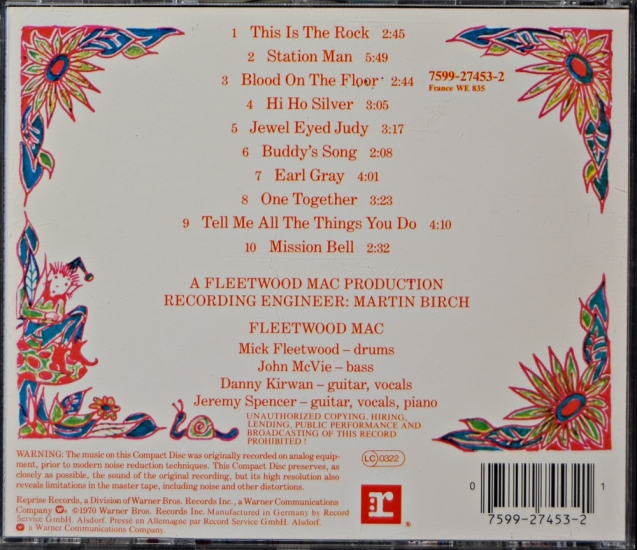 1 This Is The Rock 2:45
2 Station Man 5:49
3 Blood On The Floor 2:44
7599-27453-2
France WE 835
4 Hi Ho Silver 3:05
5 Jewel Eyed Judy 3:17
6 Buddy's Song 2:08
7 Earl Gray 4:01
8 One Together 3:23
9 Tell Me All The Things You Do 4:10
10 Mission Bell 2:32
A FLEETWOOD MAC PRODUCTION
RECORDING ENGINEER: MARTIN BIRCH
FLEETWOOD MAC
Mick Fleetwood – drums
John McVie – bass
Danny Kirwan – guitar, vocals
Jeremy Spencer – guitar, vocals, piano
UNAUTHORIZED COPYING, HIRING,
LENDING, PUBLIC PERFORMANCE AND
BROADCASTING OF THIS RECORD
PROHIBITED !
WARNING: The music on this Compact Disc was originally recorded on analog equip-
ment, prior to modern noise reduction techniques. This Compact Disc preserves, as
closely as possible, the sound of the original recording, but its high resolution also
reveals limitations in the master tape, including noise and other distortions.
LC 0322
Reprise Records, a Division of Warner Bros. Records Inc., a Warner Communications
Company W ©1970 Warner Bros. Records Inc. Manufactured in Germany by Record
Service GmbH. Alsdorf. Pressé en Allemagne par Record Service GmbH. Alsdorf.
W a Warner Communications Company.
r ®
0 1
7599-27453-2